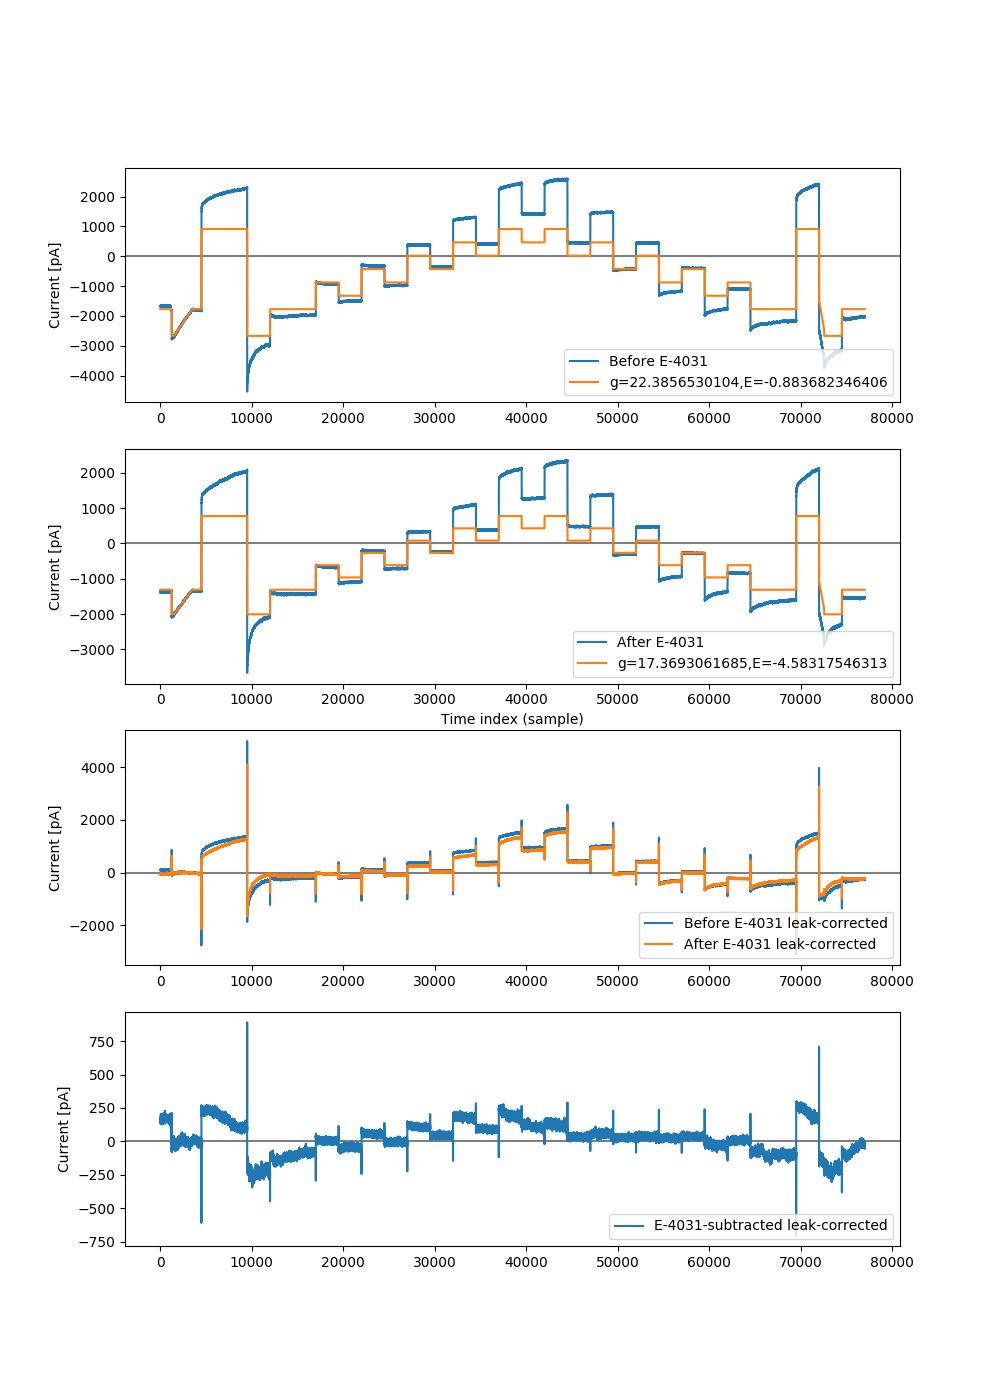 2000
1000
0
−1000
−2000
−3000
−4000
Current [pA]
Before E-4031
g=22.3856530104,E=-0.883682346406
0 10000 20000 30000 40000 50000 60000 70000 80000
2000
1000
0
−1000
−2000
−3000
Current [pA]
After E-4031
g=17.3693061685,E=-4.58317546313
0 10000 20000 30000 40000 50000 60000 70000 80000
Time index (sample)
4000
2000
0
−2000
Current [pA]
Before E-4031 leak-corrected
After E-4031 leak-corrected
0 10000 20000 30000 40000 50000 60000 70000 80000
750
500
250
0
−250
−500
−750
Current [pA]
E-4031-subtracted leak-corrected
0 10000 20000 30000 40000 50000 60000 70000 80000